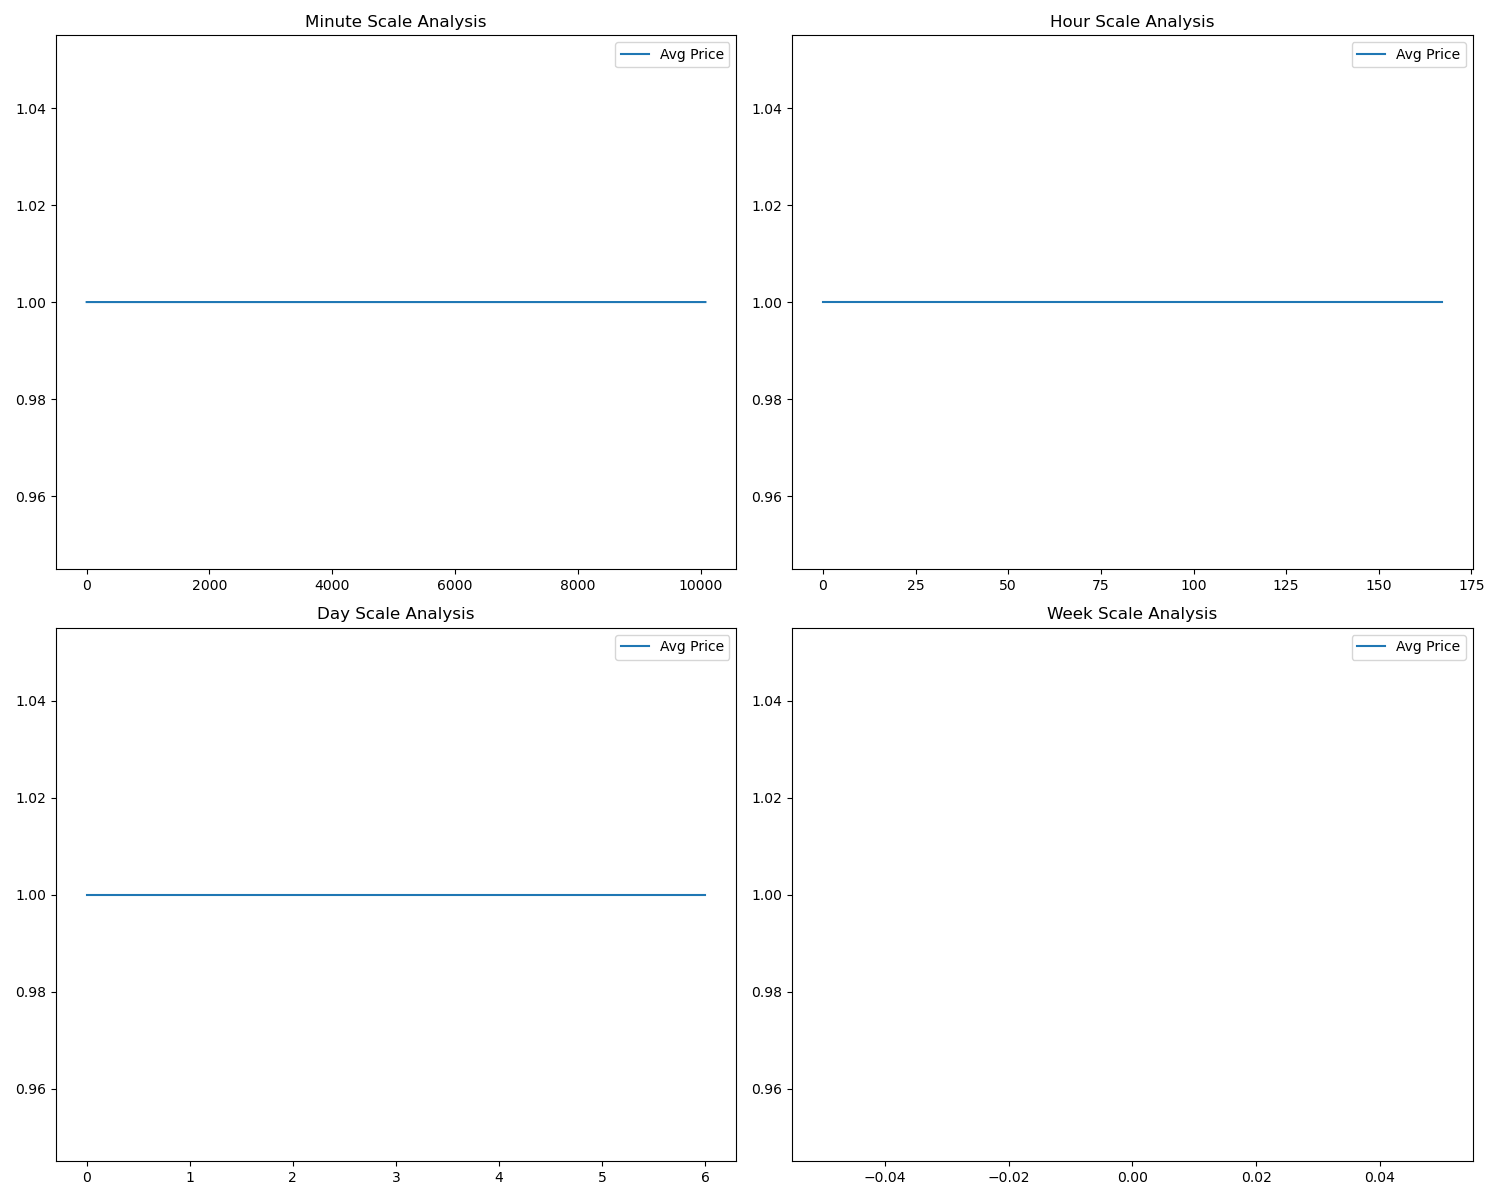 Minute Scale Analysis
Avg Price
1.04
1.02
1.00
0.98
0.96
0 2000 4000 6000 8000 10000
Hour Scale Analysis
Avg Price
1.04
1.02
1.00
0.98
0.96
0 25 50 75 100 125 150 175
Day Scale Analysis
Avg Price
1.04
1.02
1.00
0.98
0.96
0 1 2 3 4 5 6
Week Scale Analysis
Avg Price
1.04
1.02
1.00
0.98
0.96
−0.04 −0.02 0.00 0.02 0.04